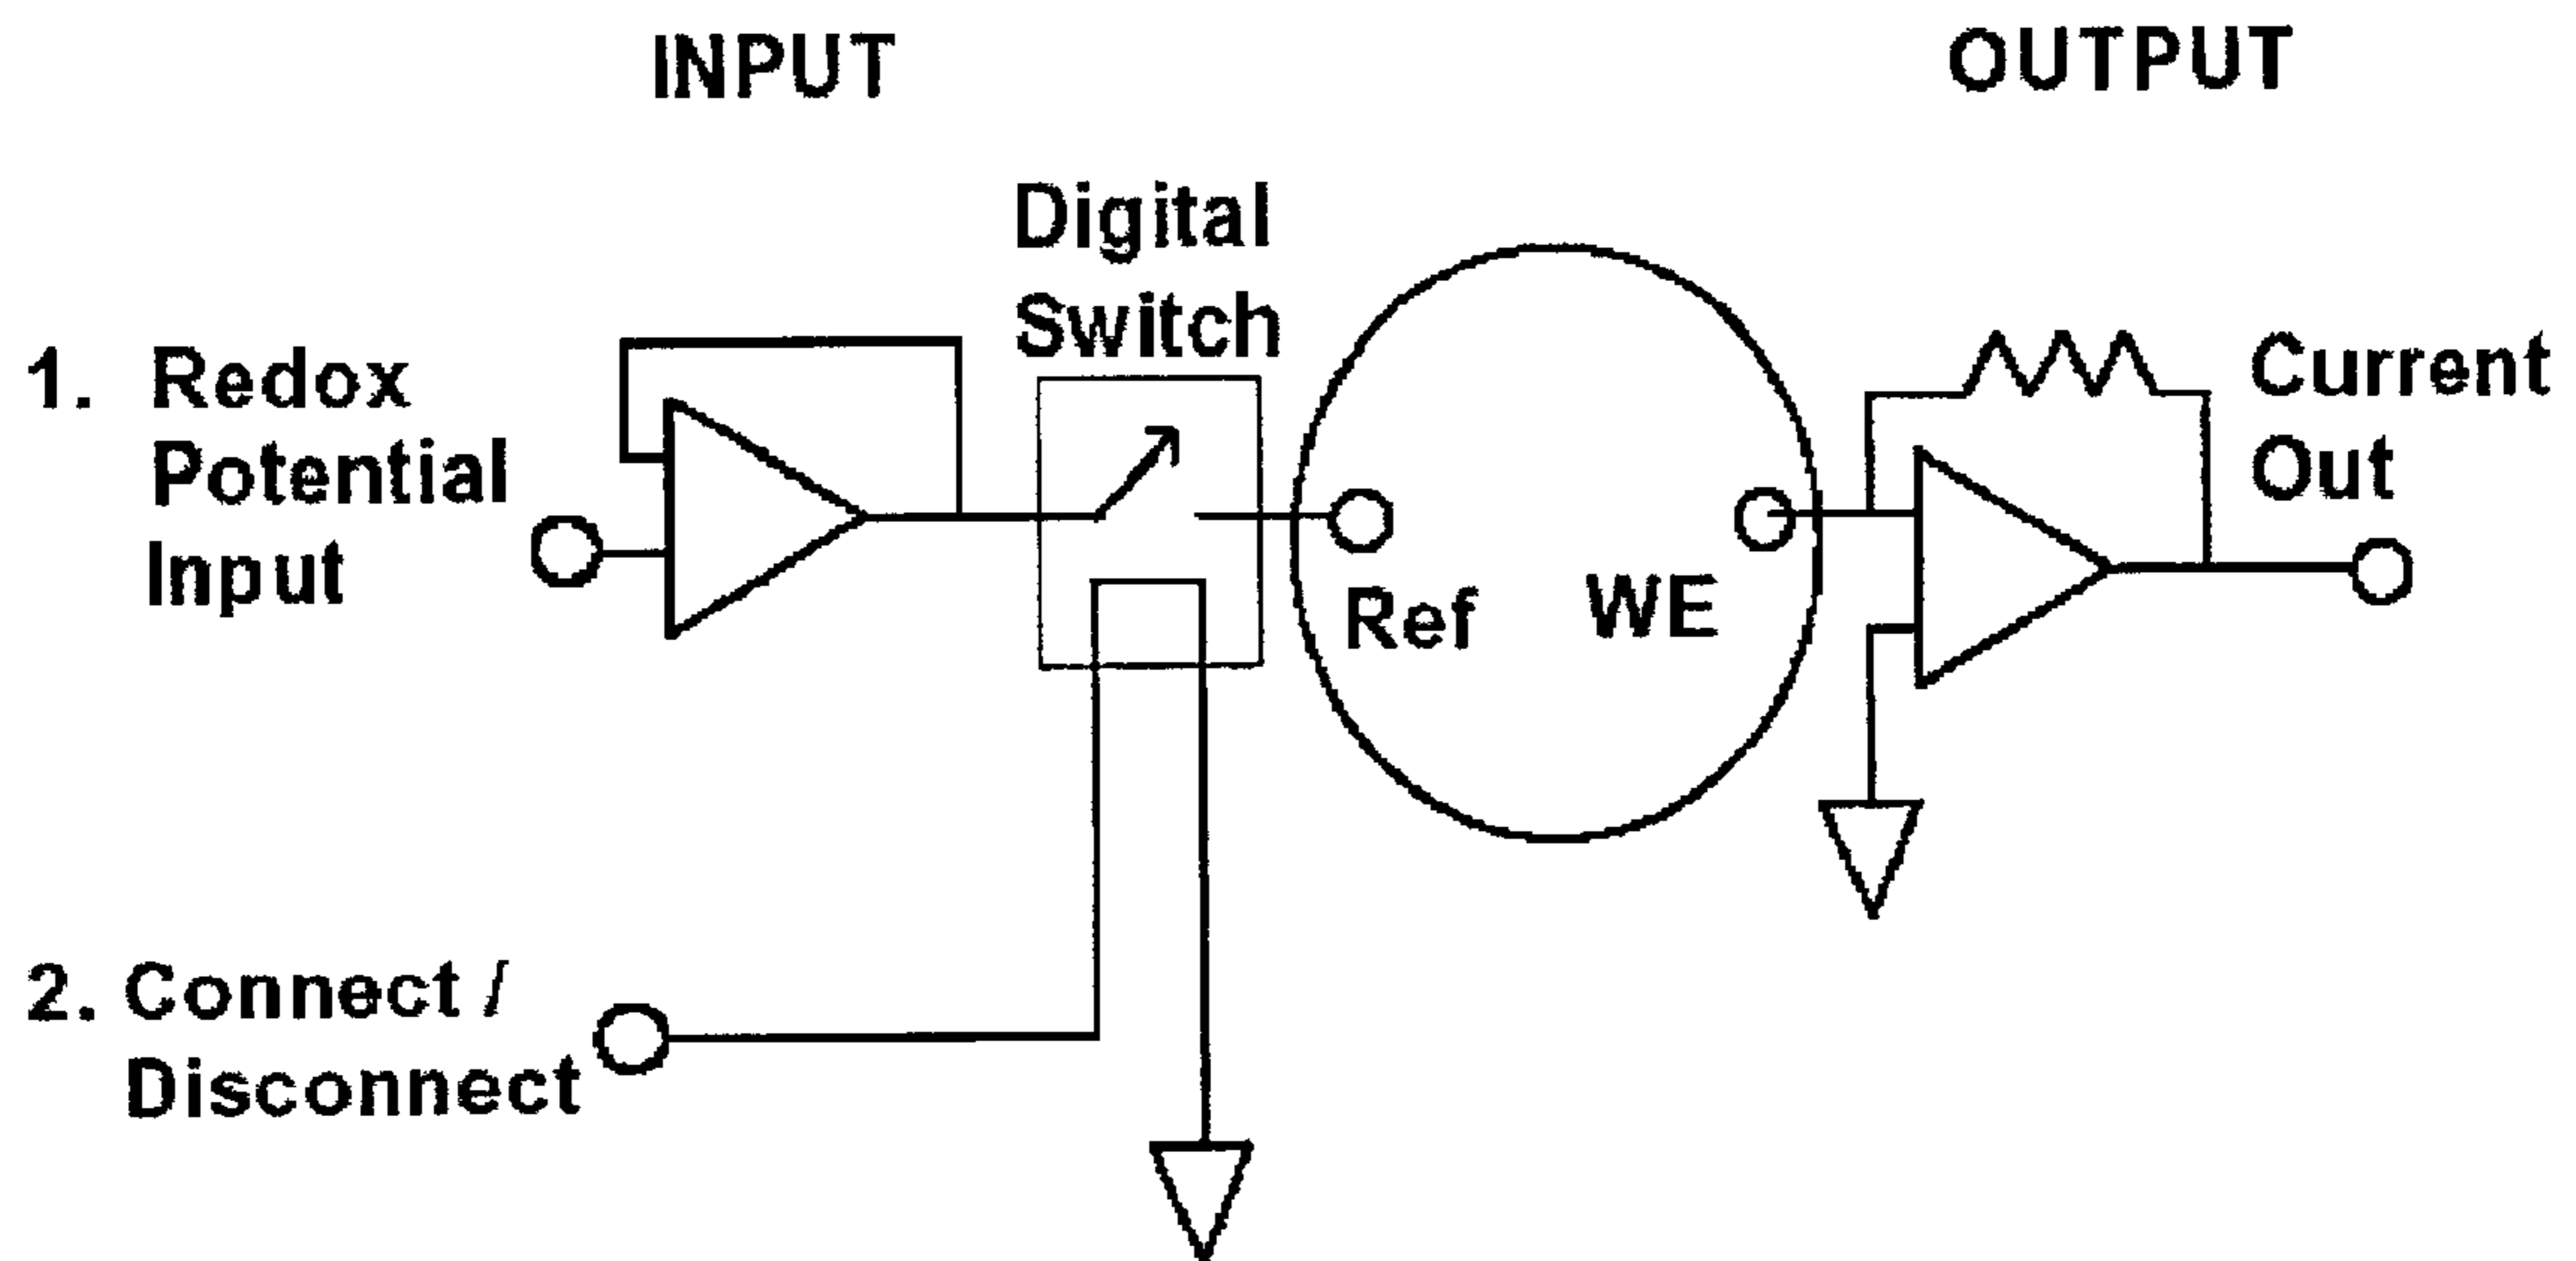 INPUT
OUTPUT
Digital
Switch
1. Redox
Potential
Input
Current
Out
Ref
WE
2. Connect /
Disconnect